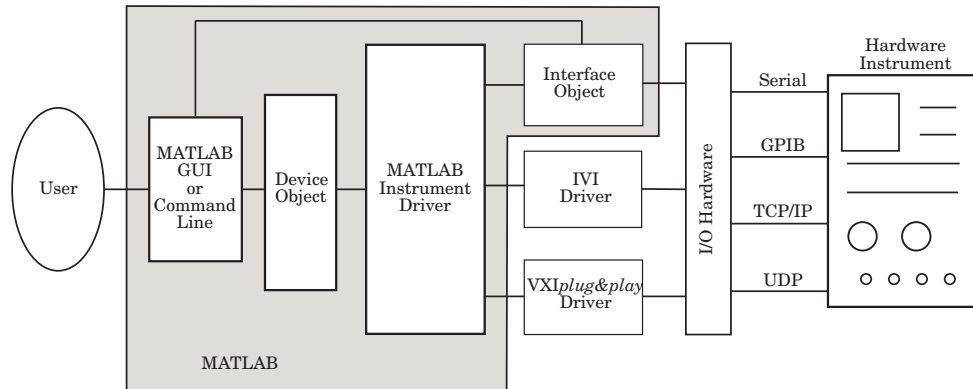 User
MATLAB
GUI
or
Command
Line
Device
Object
MATLAB
Instrument
Driver
Interface
Object
IVI
Driver
VXIplug&play
Driver
I/O Hardware
Serial
GPIB
TCP/IP
UDP
Hardware
Instrument
MATLAB